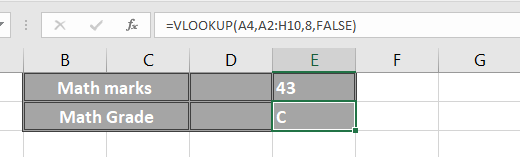 fx =VLOOKUP(A4,A2:H10,8,FALSE)
B C D E F G
Math marks 43
Math Grade C